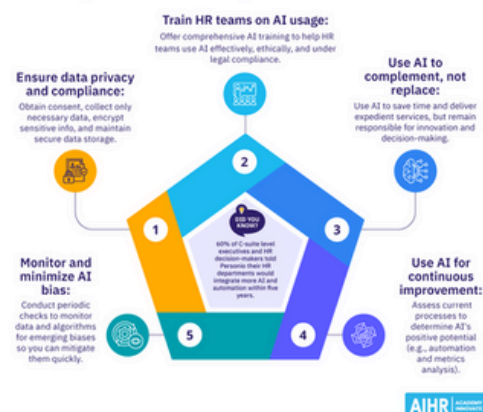 Train HR teams on AI usage:
Offer comprehensive AI training to help HR
teams use AI effectively, ethically, and under
legal compliance.
Ensure data privacy
and compliance:
Obtain consent, collect only
necessary data, encrypt
sensitive info, and maintain
secure data storage.
Use AI to
complement, not
replace:
Use AI to save time and deliver
expedient services, but remain
responsible for innovation and
decision-making.
2
1
3
DID YOU
KNOW?
60% of C-suite level
executives and HR
decision-makers told
Personio their HR
departments would
integrate more AI and
automation within five
years.
Monitor and
minimize AI
bias:
Conduct periodic
checks to monitor
data and algorithms
for emerging biases
so you can mitigate
them quickly.
5
4
Use AI for
continuous
improvement:
Assess current
processes to
determine AI's
positive potential
(e.g., automation
and metrics
analysis).
AIHR
ACADEMY
INNOVATE